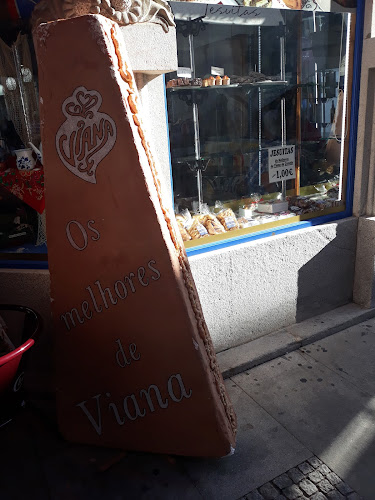 VIANA
Os
melhores
de
Viana
JESUITAS
1,00€